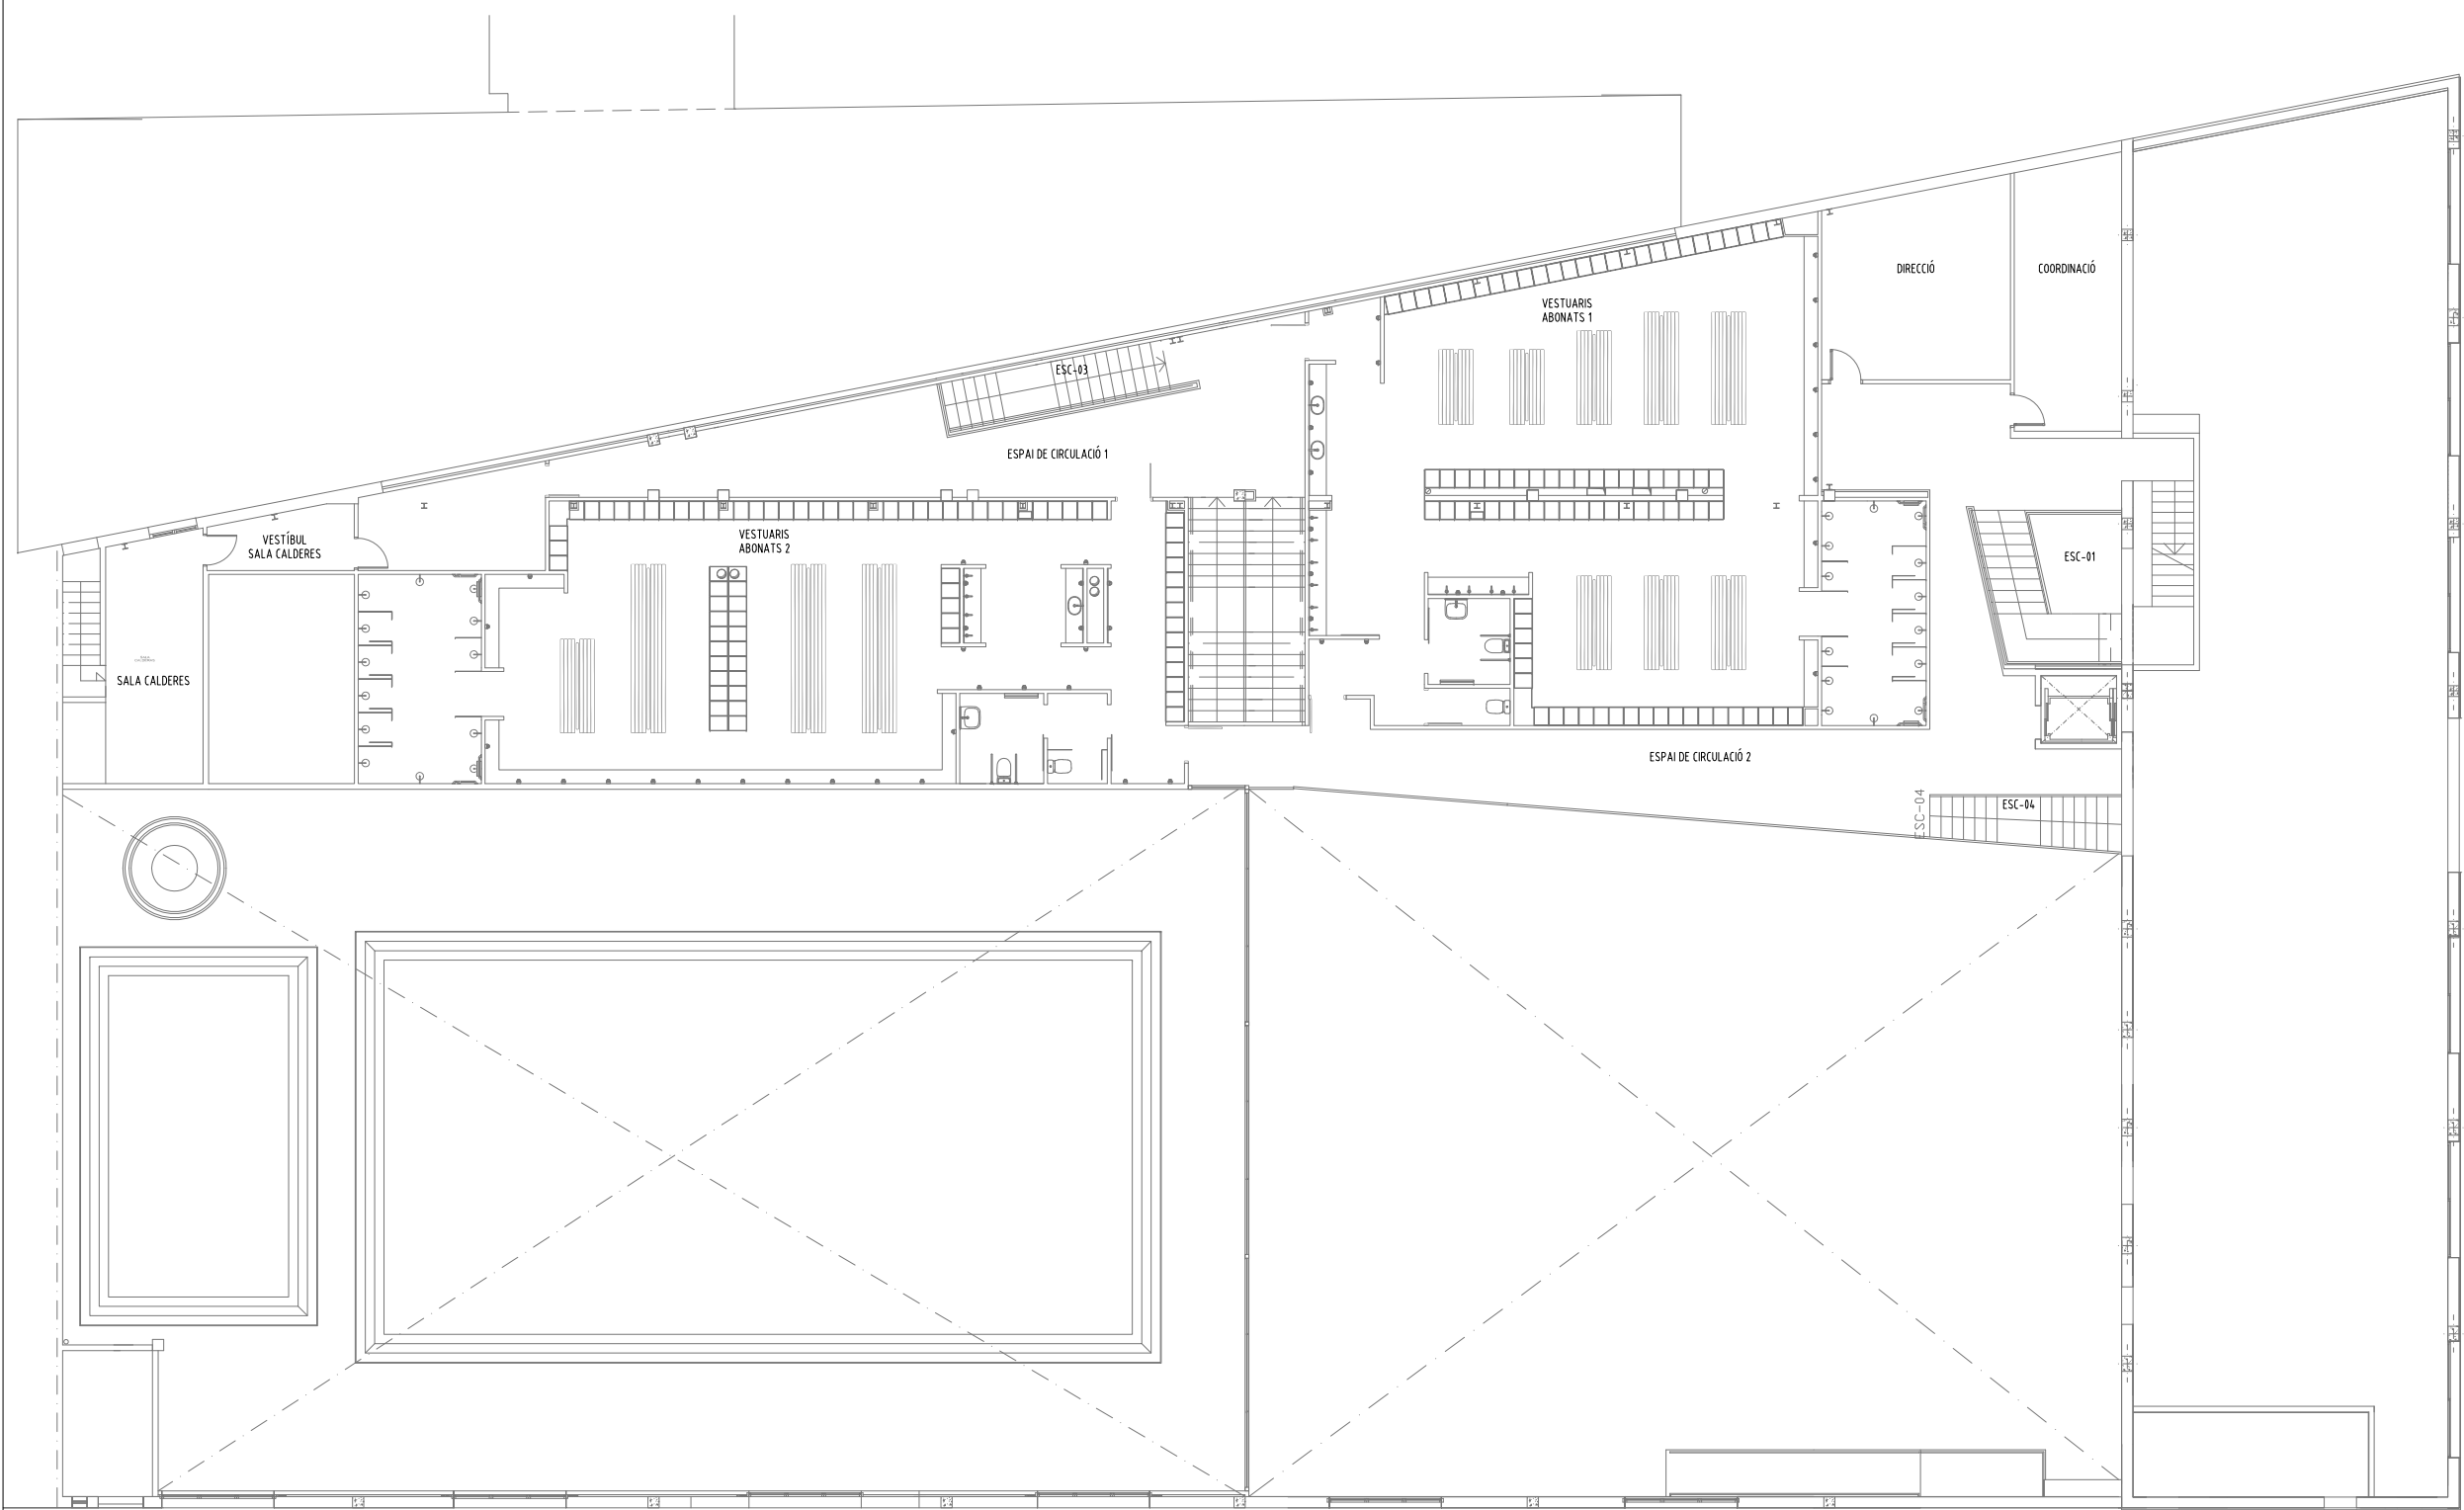 DIRECCIÓ
COORDINACIÓ
VESTUARIS
ABONATS 1
ESC-03
ESPAI DE CIRCULACIÓ 1
VESTUARIS
ABONATS 2
VESTÍBUL
SALA CALDERES
ESC-01
SALA CALDERES
ESPAI DE CIRCULACIÓ 2
ESC-04
ESC-04